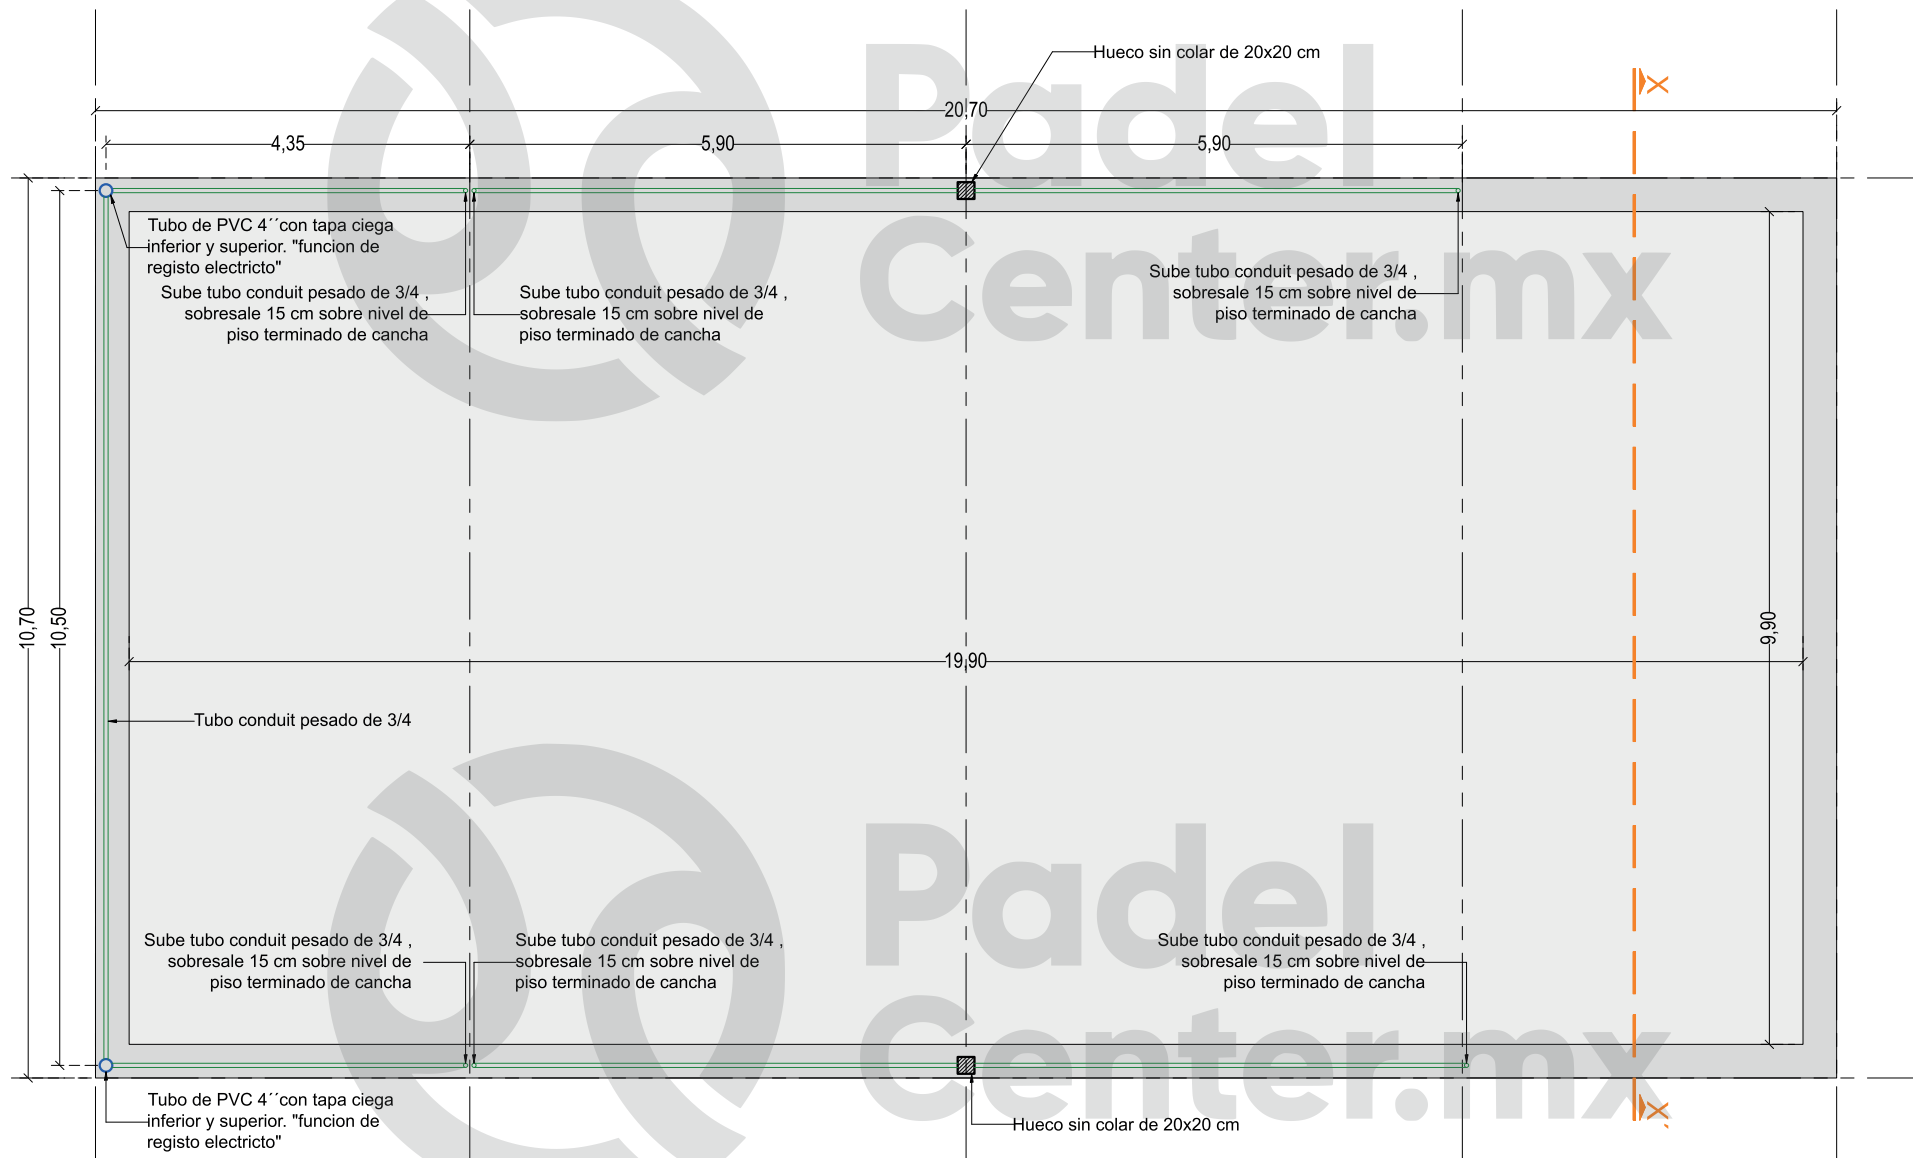 Hueco sin colar de 20x20 cm
X
20,70
4,35
5,90
5,90
Padel
Center.mx
Tubo de PVC 4´´con tapa ciega
inferior y superior. "funcion de
registo electricto"
Sube tubo conduit pesado de 3/4 ,
sobresale 15 cm sobre nivel de
piso terminado de cancha
Sube tubo conduit pesado de 3/4 ,
sobresale 15 cm sobre nivel de
piso terminado de cancha
Sube tubo conduit pesado de 3/4 ,
sobresale 15 cm sobre nivel de
piso terminado de cancha
10,70
10,50
9,90
19,90
Tubo conduit pesado de 3/4
Padel
Center.mx
Sube tubo conduit pesado de 3/4 ,
sobresale 15 cm sobre nivel de
piso terminado de cancha
Sube tubo conduit pesado de 3/4 ,
sobresale 15 cm sobre nivel de
piso terminado de cancha
Sube tubo conduit pesado de 3/4 ,
sobresale 15 cm sobre nivel de
piso terminado de cancha
Tubo de PVC 4´´con tapa ciega
inferior y superior. "funcion de
registo electricto"
Hueco sin colar de 20x20 cm
X'